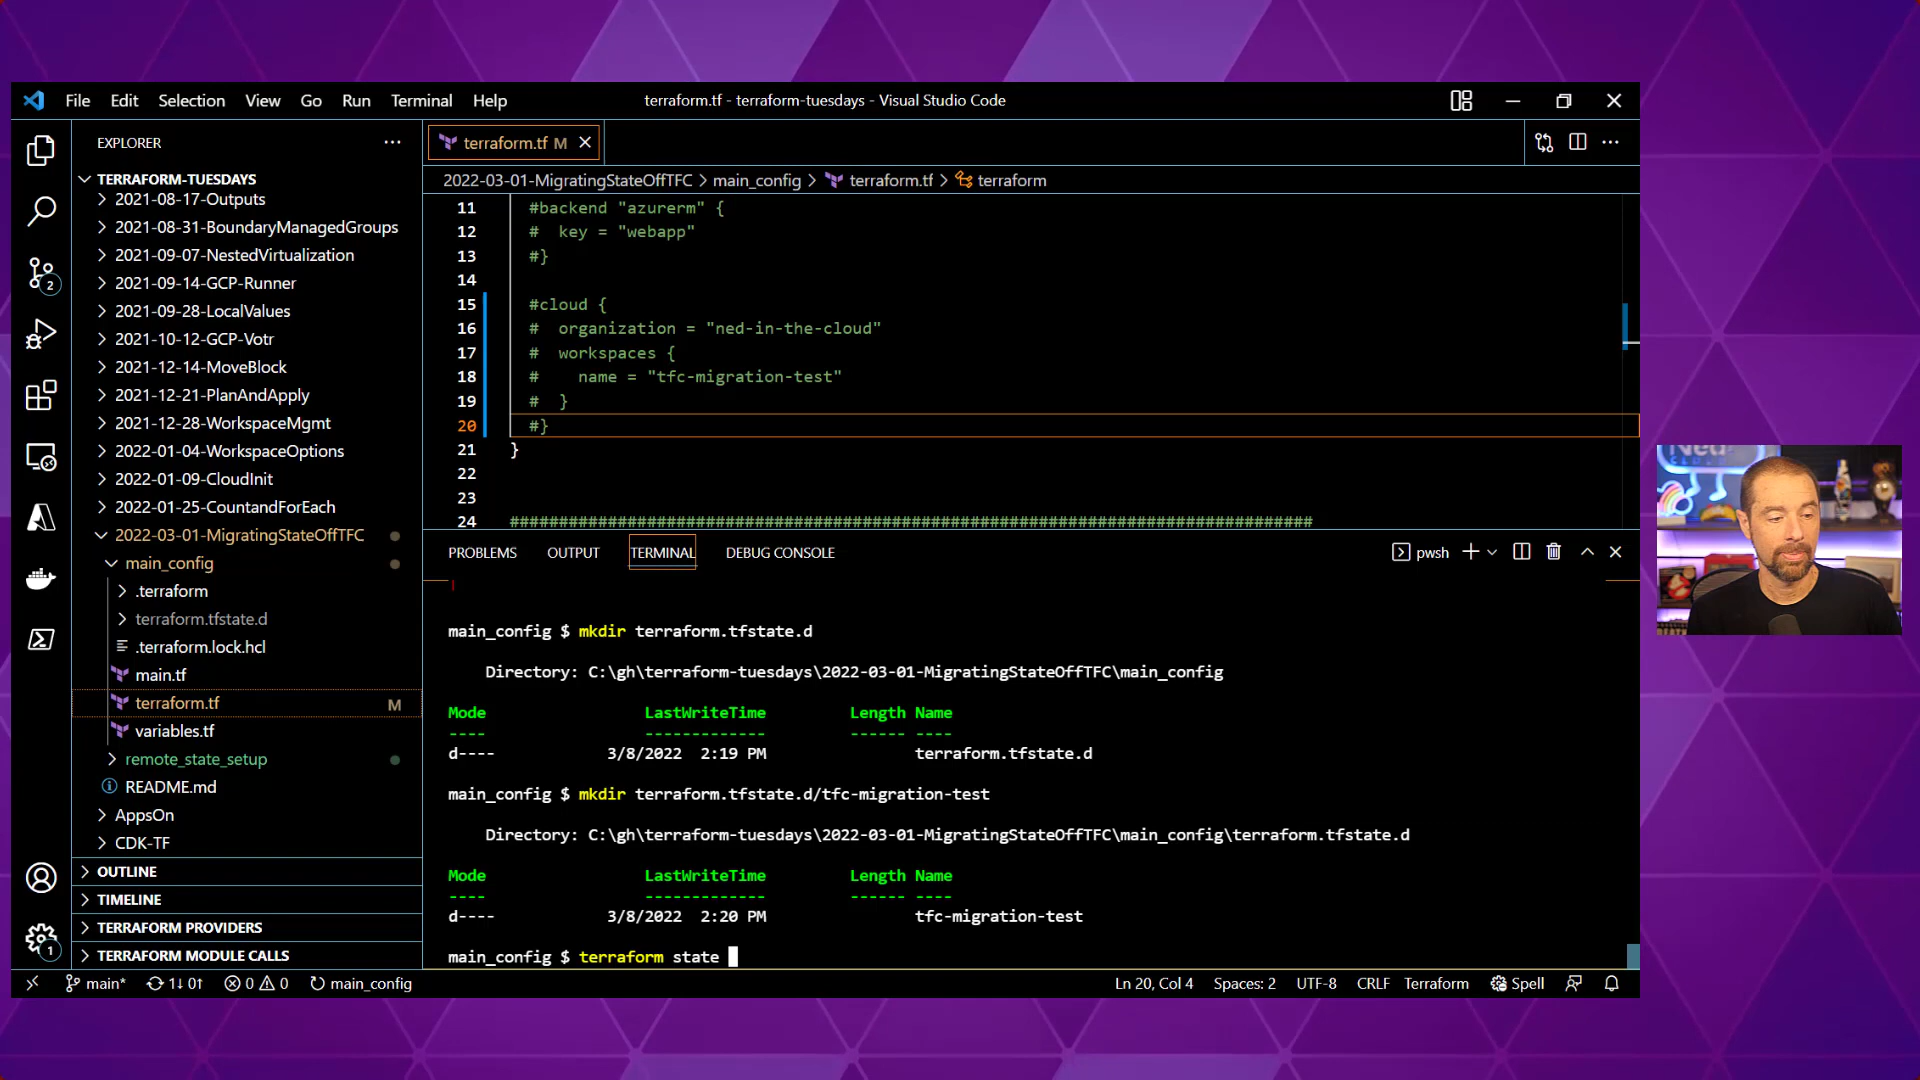 File Edit Selection View Go Run Terminal Help
terraform.tf - terraform-tuesdays - Visual Studio Code
EXPLORER
TERRAFORM-TUESDAYS
2021-08-17-Outputs
2021-08-31-BoundaryManagedGroups
2021-09-07-NestedVirtualization
2021-09-14-GCP-Runner
2021-09-28-LocalValues
2021-10-12-GCP-Votr
2021-12-14-MoveBlock
2021-12-21-PlanAndApply
2021-12-28-WorkspaceMgmt
2022-01-04-WorkspaceOptions
2022-01-09-CloudInit
2022-01-25-CountandForEach
2022-03-01-MigratingStateOffTFC
main_config
.terraform
terraform.tfstate.d
.terraform.lock.hcl
main.tf
terraform.tf M
variables.tf
remote_state_setup
README.md
AppsOn
CDK-TF
OUTLINE
TIMELINE
TERRAFORM PROVIDERS
TERRAFORM MODULE CALLS
2
1
terraform.tf M
2022-03-01-MigratingStateOffTFC > main_config > terraform.tf > terraform
11 #backend "azurerm" {
12 # key = "webapp"
13 #}
14
15 #cloud {
16 # organization = "ned-in-the-cloud"
17 # workspaces {
18 # name = "tfc-migration-test"
19 # }
20 #}
21 }
22
23
24 ##################################################################################
PROBLEMS OUTPUT TERMINAL DEBUG CONSOLE
pwsh
main_config $ mkdir terraform.tfstate.d
Directory: C:\gh\terraform-tuesdays\2022-03-01-MigratingStateOffTFC\main_config
Mode LastWriteTime Length Name
---- ------------- ------ ----
d---- 3/8/2022 2:19 PM terraform.tfstate.d
main_config $ mkdir terraform.tfstate.d/tfc-migration-test
Directory: C:\gh\terraform-tuesdays\2022-03-01-MigratingStateOffTFC\main_config\terraform.tfstate.d
Mode LastWriteTime Length Name
---- ------------- ------ ----
d---- 3/8/2022 2:20 PM tfc-migration-test
main_config $ terraform state
main* 1↓ 0↑ 0 0 main_config
Ln 20, Col 4 Spaces: 2 UTF-8 CRLF Terraform Spell